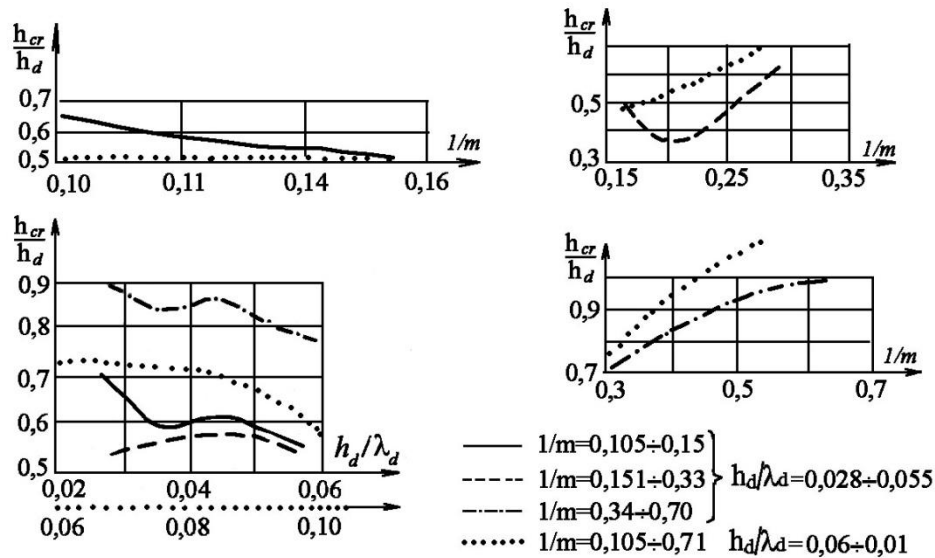 h_cr/h_d
0,7
0,6
0,5
1/m
0,10
0,11
0,14
0,16
h_cr/h_d
0,5
0,3
1/m
0,15
0,25
0,35
h_cr/h_d
0,9
0,8
0,7
0,6
0,5
h_d/λ_d
0,02
0,04
0,06
0,06
0,08
0,10
h_cr/h_d
0,9
0,7
1/m
0,3
0,5
0,7
1/m=0,105÷0,15
1/m=0,151÷0,33 h_d/λ_d=0,028÷0,055
1/m=0,34÷0,70
1/m=0,105÷0,71 h_d/λ_d=0,06÷0,01